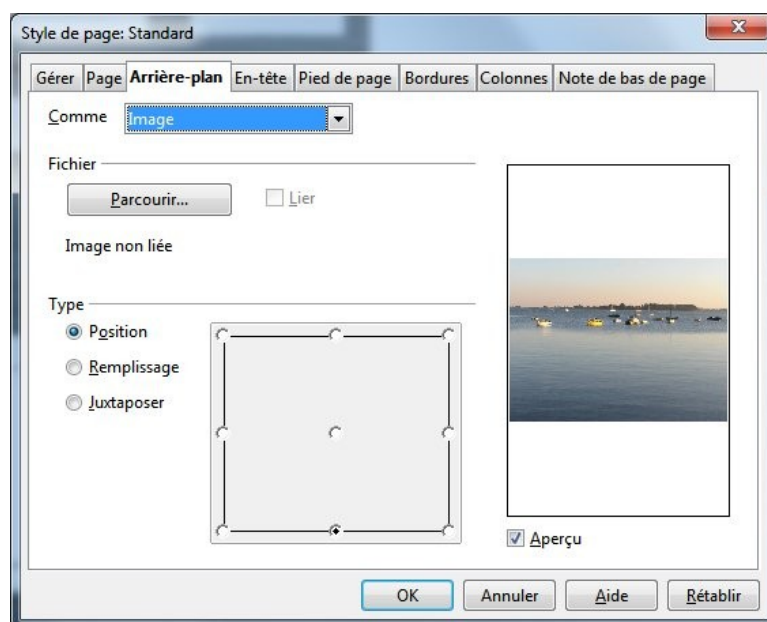 Style de page: Standard
Gérer Page Arrière-plan En-tête Pied de page Bordures Colonnes Note de bas de page
Comme Image
Fichier
Parcourir... Lier
Image non liée
Type
Position
Remplissage
Juxtaposer
Aperçu
OK Annuler Aide Rétablir